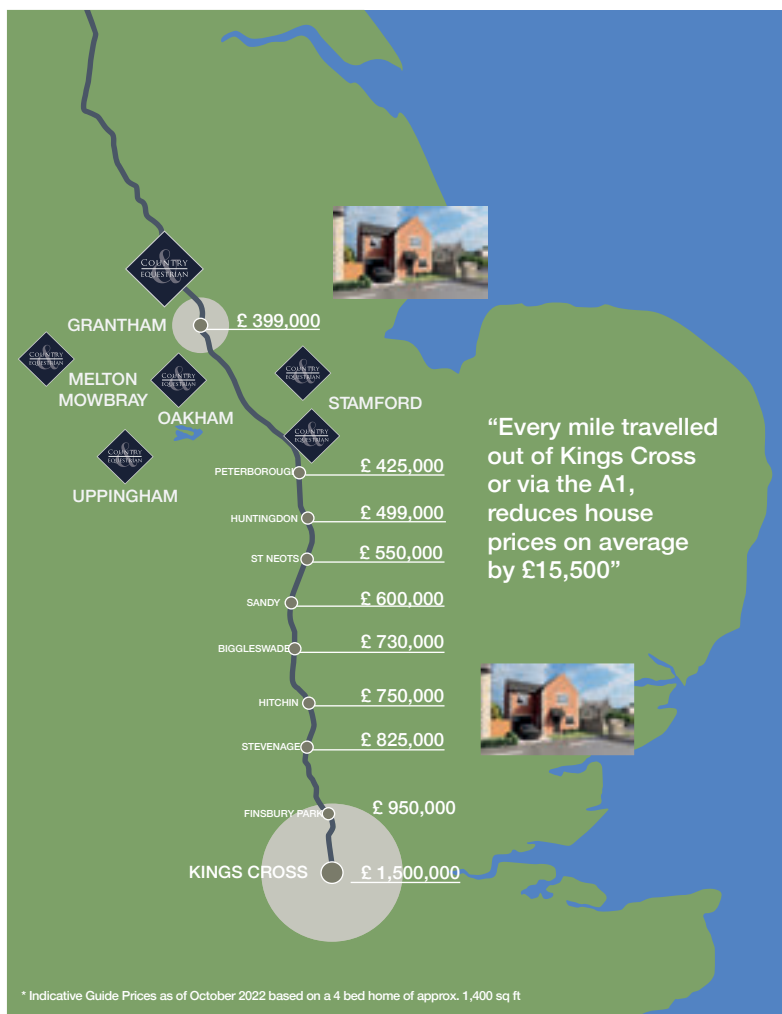 COUNTRY
&
EQUESTRIAN
GRANTHAM
£ 399,000
COUNTRY
&
EQUESTRIAN
MELTON
MOWBRAY
COUNTRY
&
EQUESTRIAN
OAKHAM
COUNTRY
&
EQUESTRIAN
STAMFORD
COUNTRY
&
EQUESTRIAN
COUNTRY
&
EQUESTRIAN
UPPINGHAM
“Every mile travelled
out of Kings Cross
or via the A1,
reduces house
prices on average
by £15,500”
PETERBOROUGH
£ 425,000
HUNTINGDON
£ 499,000
ST NEOTS
£ 550,000
SANDY
£ 600,000
BIGGLESWADE
£ 730,000
HITCHIN
£ 750,000
STEVENAGE
£ 825,000
FINSBURY PARK
£ 950,000
KINGS CROSS
£ 1,500,000
* Indicative Guide Prices as of October 2022 based on a 4 bed home of approx. 1,400 sq ft